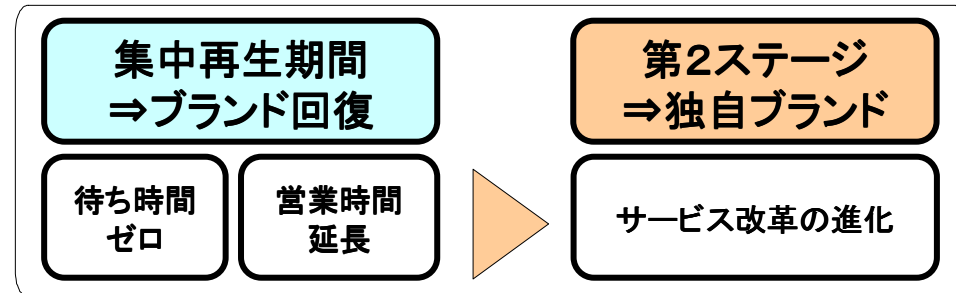 集中再生期間
⇒ブランド回復
第2ステージ
⇒独自ブランド
待ち時間
ゼロ
営業時間
延長
サービス改革の進化